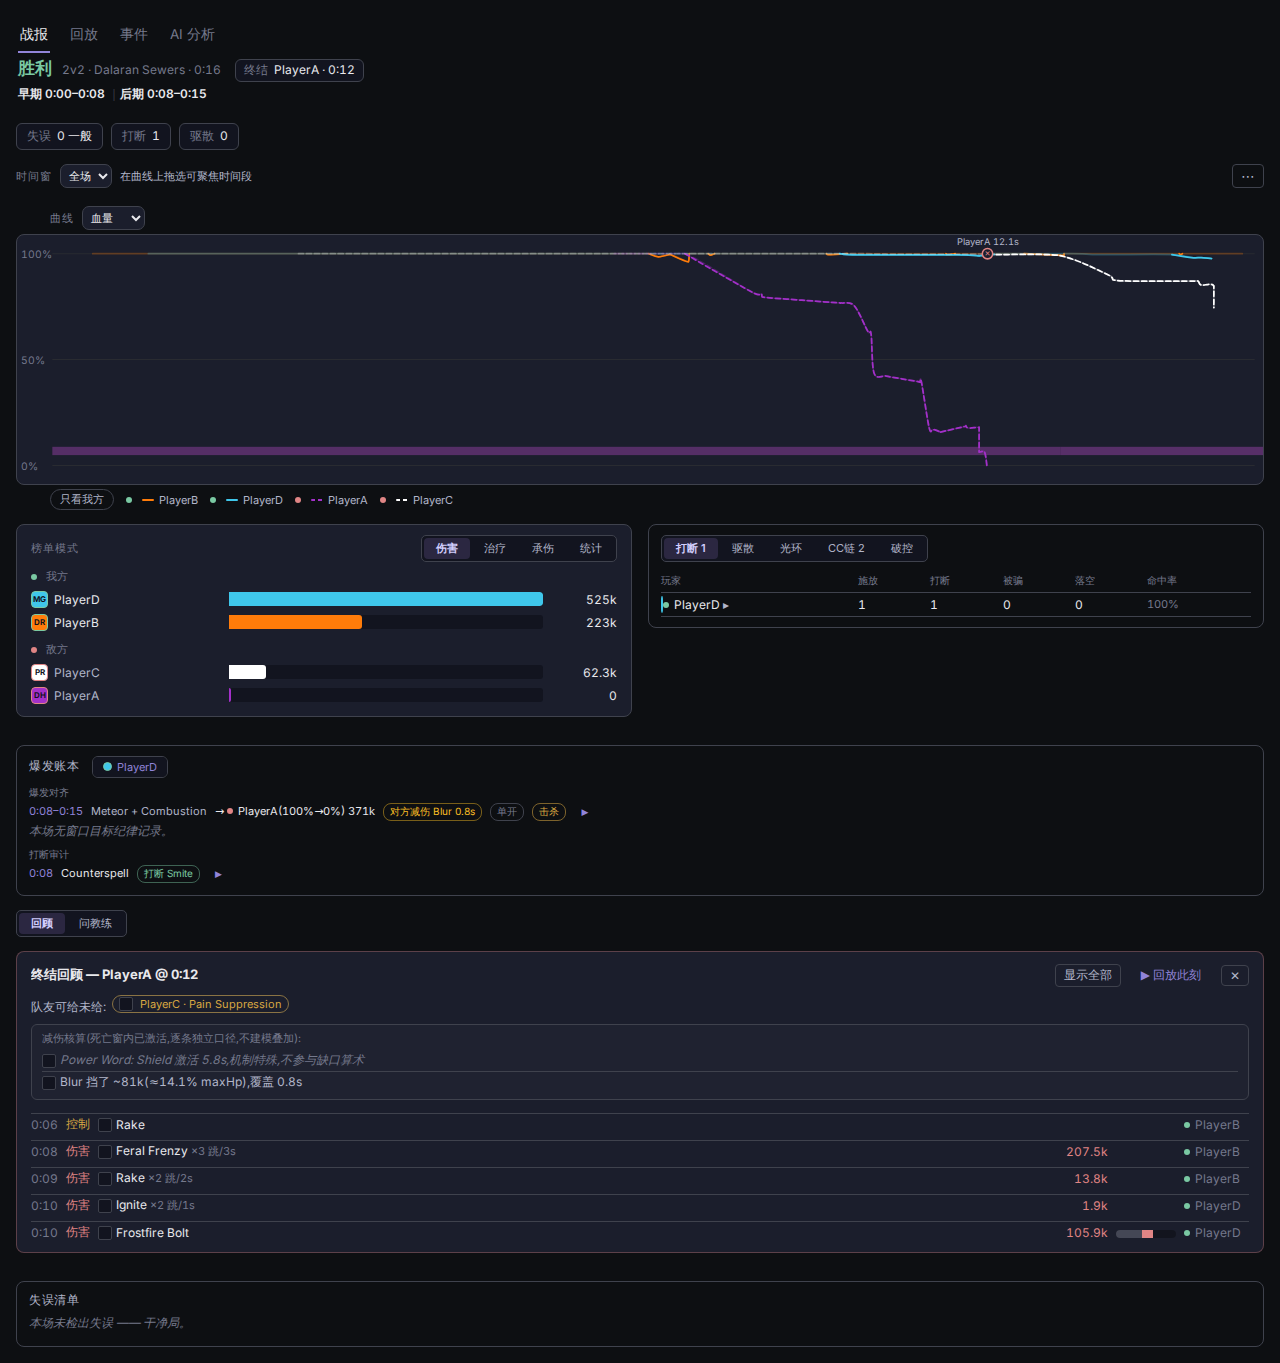 战报 回放 事件 AI 分析
胜利 2v2 · Dalaran Sewers · 0:16 终结 PlayerA · 0:12
早期 0:00–0:08 | 后期 0:08–0:15
失误 0 一般 打断 1 驱散 0
时间窗 全场 在曲线上拖选可聚焦时间段 ⋯
曲线 血量
PlayerA 12.1s
100%
50%
0%
只看我方 PlayerB PlayerD PlayerA PlayerC
榜单模式 伤害 治疗 承伤 统计
我方
MG PlayerD 525k
DR PlayerB 223k
敌方
PR PlayerC 62.3k
DH PlayerA 0
打断 1 驱散 光环 CC链 2 破控
玩家 施放 打断 被骗 落空 命中率
PlayerD ▸ 1 1 0 0 100%
爆发账本 PlayerD
爆发对齐
0:08–0:15 Meteor + Combustion → PlayerA(100%→0%) 371k 对方减伤 Blur 0.8s 单开 击杀 ▶
本场无窗口目标纪律记录。
打断审计
0:08 Counterspell 打断 Smite ▶
回顾 问教练
终结回顾 — PlayerA @ 0:12 显示全部 ▶ 回放此刻 ✕
队友可给未给: PlayerC · Pain Suppression
减伤核算(死亡窗内已激活,逐条独立口径,不建模叠加):
Power Word: Shield 激活 5.8s,机制特殊,不参与缺口算术
Blur 挡了 ~81k(≈14.1% maxHp),覆盖 0.8s
0:06 控制 Rake PlayerB
0:08 伤害 Feral Frenzy ×3 跳/3s 207.5k PlayerB
0:09 伤害 Rake ×2 跳/2s 13.8k PlayerB
0:10 伤害 Ignite ×2 跳/1s 1.9k PlayerD
0:10 伤害 Frostfire Bolt 105.9k PlayerD
失误清单
本场未检出失误 —— 干净局。